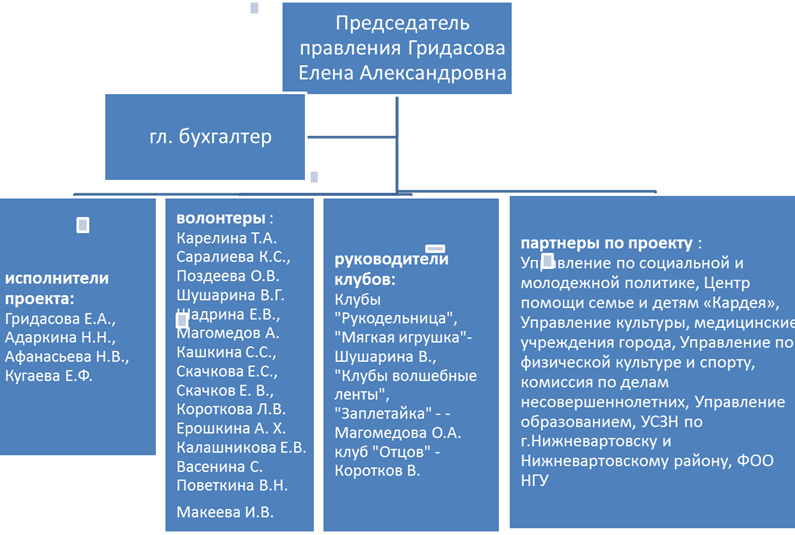 Председатель
правления Гридасова
Елена Александровна
гл. бухгалтер
исполнители
проекта:
Гридасова Е.А.,
Адаркина Н.Н.,
Афанасьева Н.В.,
Кугаева Е.Ф.
волонтеры :
Карелина Т.А.
Саралиева К.С.,
Поздеева О.В.
Шушарина В.Г.
Шадрина Е.В.,
Магомедов А.
Кашкина С.С.,
Скачкова Е.С.,
Скачков Е. В.,
Короткова Л.В.
Ерошкина А. Х.
Калашникова Е.В.
Васенина С.
Поветкина В.Н.
Макеева И.В.
руководители
клубов:
Клубы
"Рукодельница",
"Мягкая игрушка"-
Шушарина В.,
"Клубы волшебные
ленты",
"Заплетайка" - -
Магомедова О.А.
клуб "Отцов" -
Коротков В.
партнеры по проекту :
Управление по социальной и
молодежной политике, Центр
помощи семье и детям «Кардея»,
Управление культуры, медицинские
учреждения города, Управление по
физической культуре и спорту,
комиссия по делам
несовершеннолетних, Управление
образованием, УСЗН по
г.Нижневартовску и
Нижневартовскому району, ФОО
НГУ